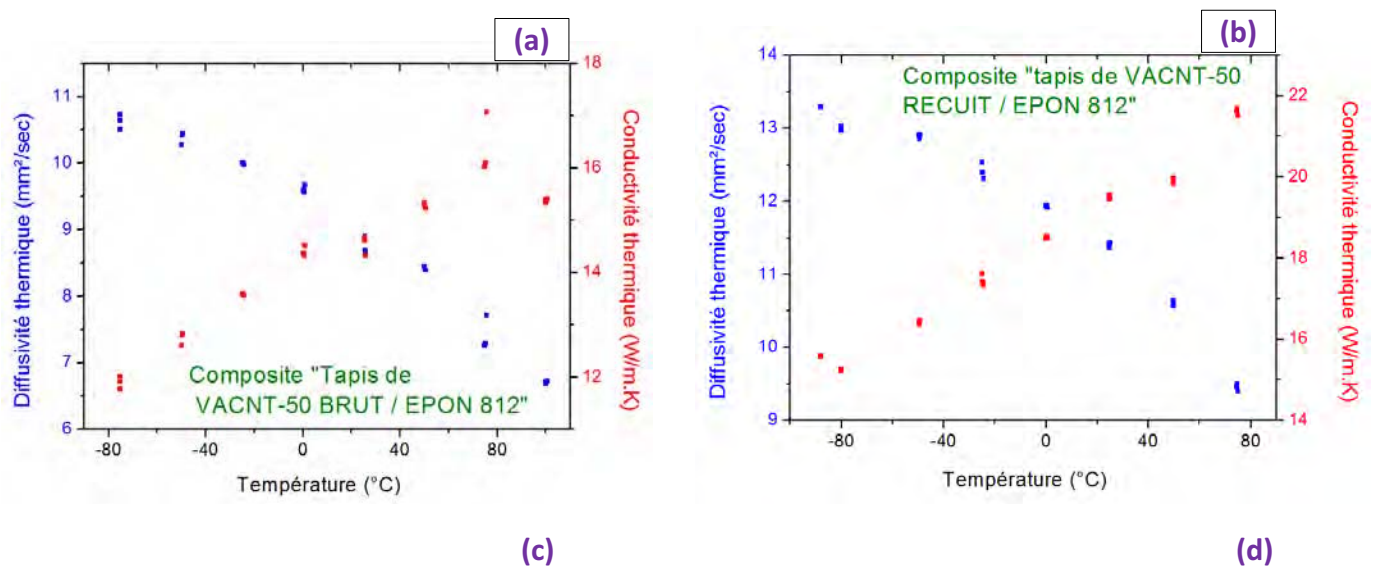 (a)
(b)
18
16
14
12
11
10
9
8
7
6
-80
-40
0
40
80
Diffusivité thermique (mm²/sec)
Conductivité thermique (W/m.K)
Composite "Tapis de
VACNT-50 BRUT / EPON 812"
Température (°C)
14
13
12
11
10
9
22
20
18
16
14
-80
-40
0
40
80
Diffusivité thermique (mm²/sec)
Conductivité thermique (W/m.K)
Composite "tapis de VACNT-50
RECUIT / EPON 812"
Température (°C)
(c)
(d)